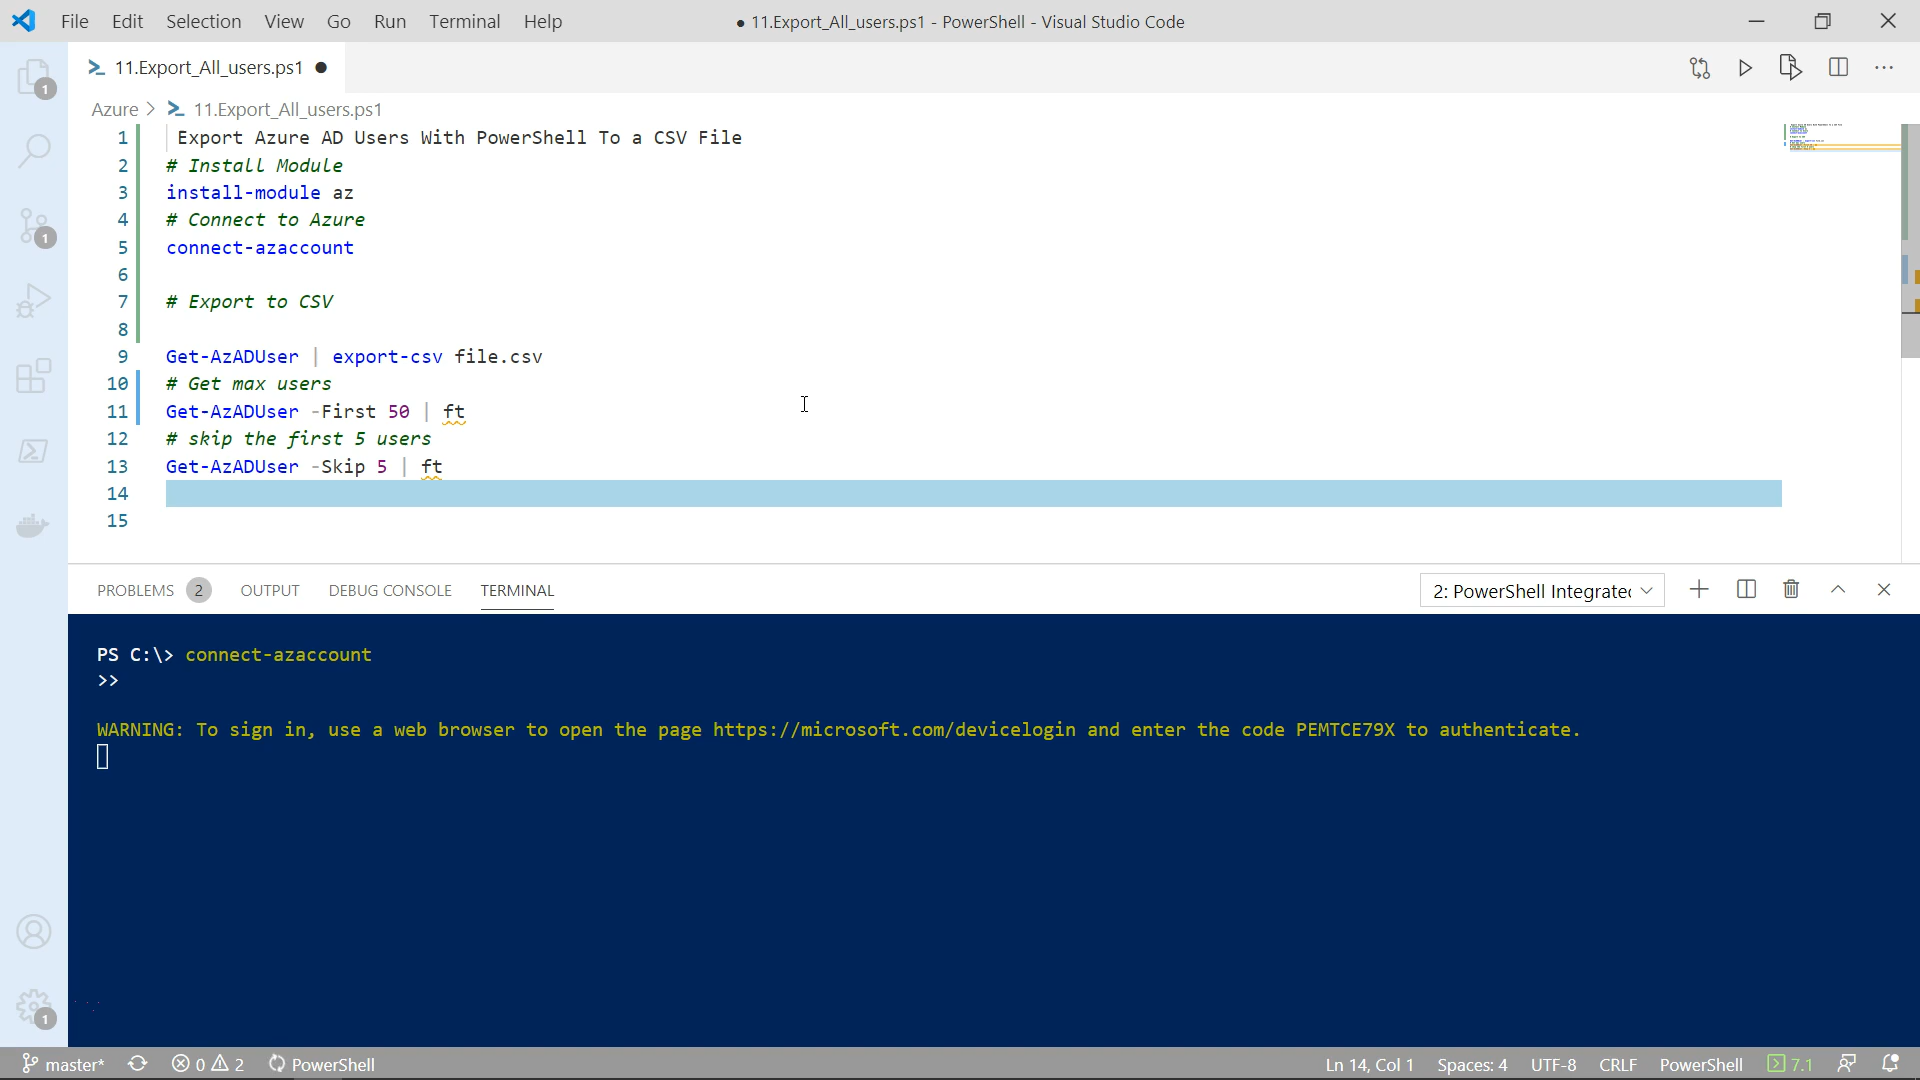 File Edit Selection View Go Run Terminal Help
● 11.Export_All_users.ps1 - PowerShell - Visual Studio Code
11.Export_All_users.ps1 ●
Azure > 11.Export_All_users.ps1
1 Export Azure AD Users With PowerShell To a CSV File
2 # Install Module
3 install-module az
4 # Connect to Azure
5 connect-azaccount
6
7 # Export to CSV
8
9 Get-AzADUser | export-csv file.csv
10 # Get max users
11 Get-AzADUser -First 50 | ft
12 # skip the first 5 users
13 Get-AzADUser -Skip 5 | ft
14
15
1
1
1
PROBLEMS 2 OUTPUT DEBUG CONSOLE TERMINAL
2: PowerShell Integrate
PS C:\> connect-azaccount
>>
WARNING: To sign in, use a web browser to open the page https://microsoft.com/devicelogin and enter the code PEMTCE79X to authenticate.
master* 0 2 PowerShell
Ln 14, Col 1 Spaces: 4 UTF-8 CRLF PowerShell 7.1